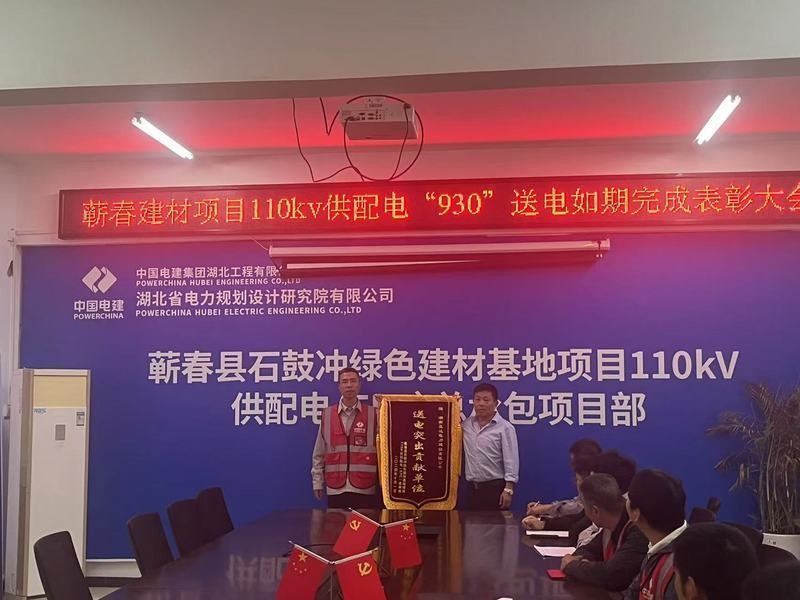 蕲春建材项目110kv供配电“930”送电如期完成表彰大会
中国电建
POWERCHINA
中国电建集团湖北工程有限
POWERCHINA HUBEI ENGINEERING CO.,LTD
湖北省电力规划设计研究院有限公司
POWERCHINA HUBEI ELECTRIC ENGINEERING CO.,LTD
蕲春县石鼓冲绿色建材基地项目110kV
供配电 包项目部
送电突出贡献单位